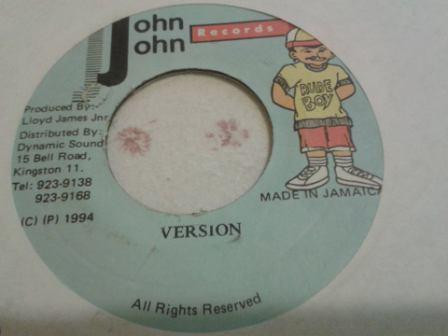 John
John
Records
RUDE
BOY
Produced By:
Lloyd James Jnr
Distributed By:
Dynamic Sound
15 Bell Road,
Kingston 11.
Tel: 923-9138
923-9168
MADE IN JAMAICA
(C) (P) 1994
VERSION
All Rights Reserved